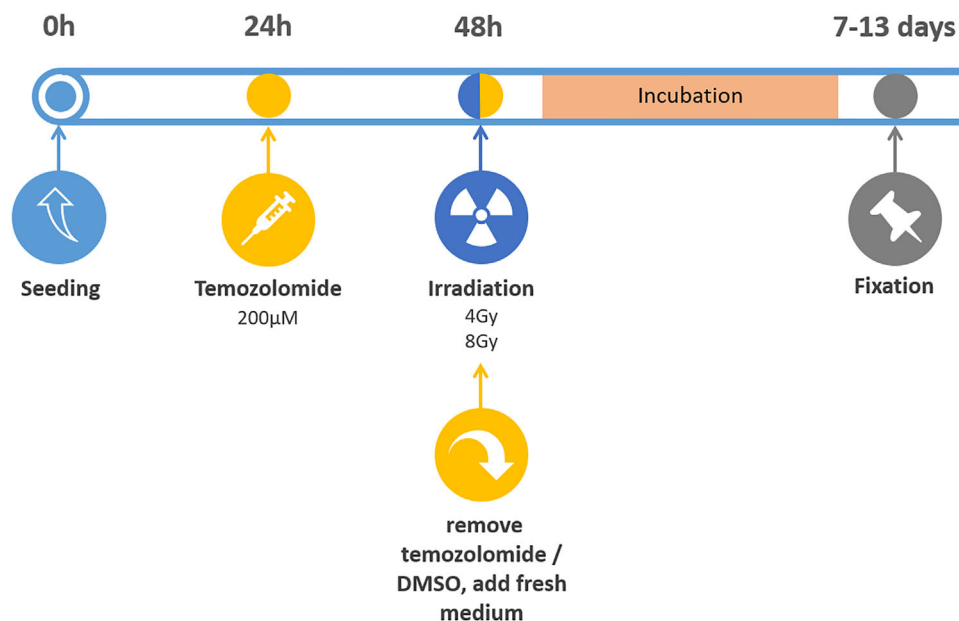 0h
24h
48h
7-13 days
Incubation
Seeding
Temozolomide
200µM
Irradiation
4Gy
8Gy
Fixation
remove
temozolomide /
DMSO, add fresh
medium